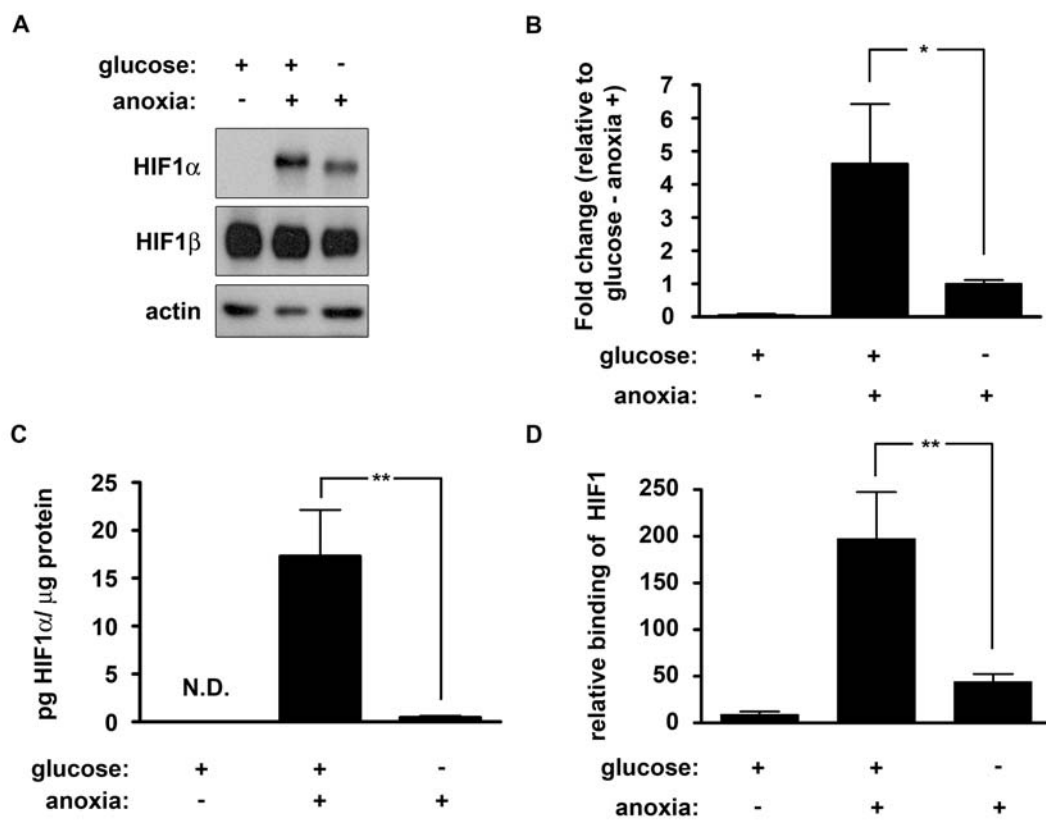 A
glucose: + + -
anoxia: - + +
HIF1α
HIF1β
actin
B
*
Fold change (relative to
glucose - anoxia +)
7
6
5
4
3
2
1
0
glucose: + + -
anoxia: - + +
C
**
pg HIF1α/ μg protein
25
20
15
10
5
0
N.D.
glucose: + + -
anoxia: - + +
D
**
relative binding of HIF1
250
200
150
100
50
0
glucose: + + -
anoxia: - + +